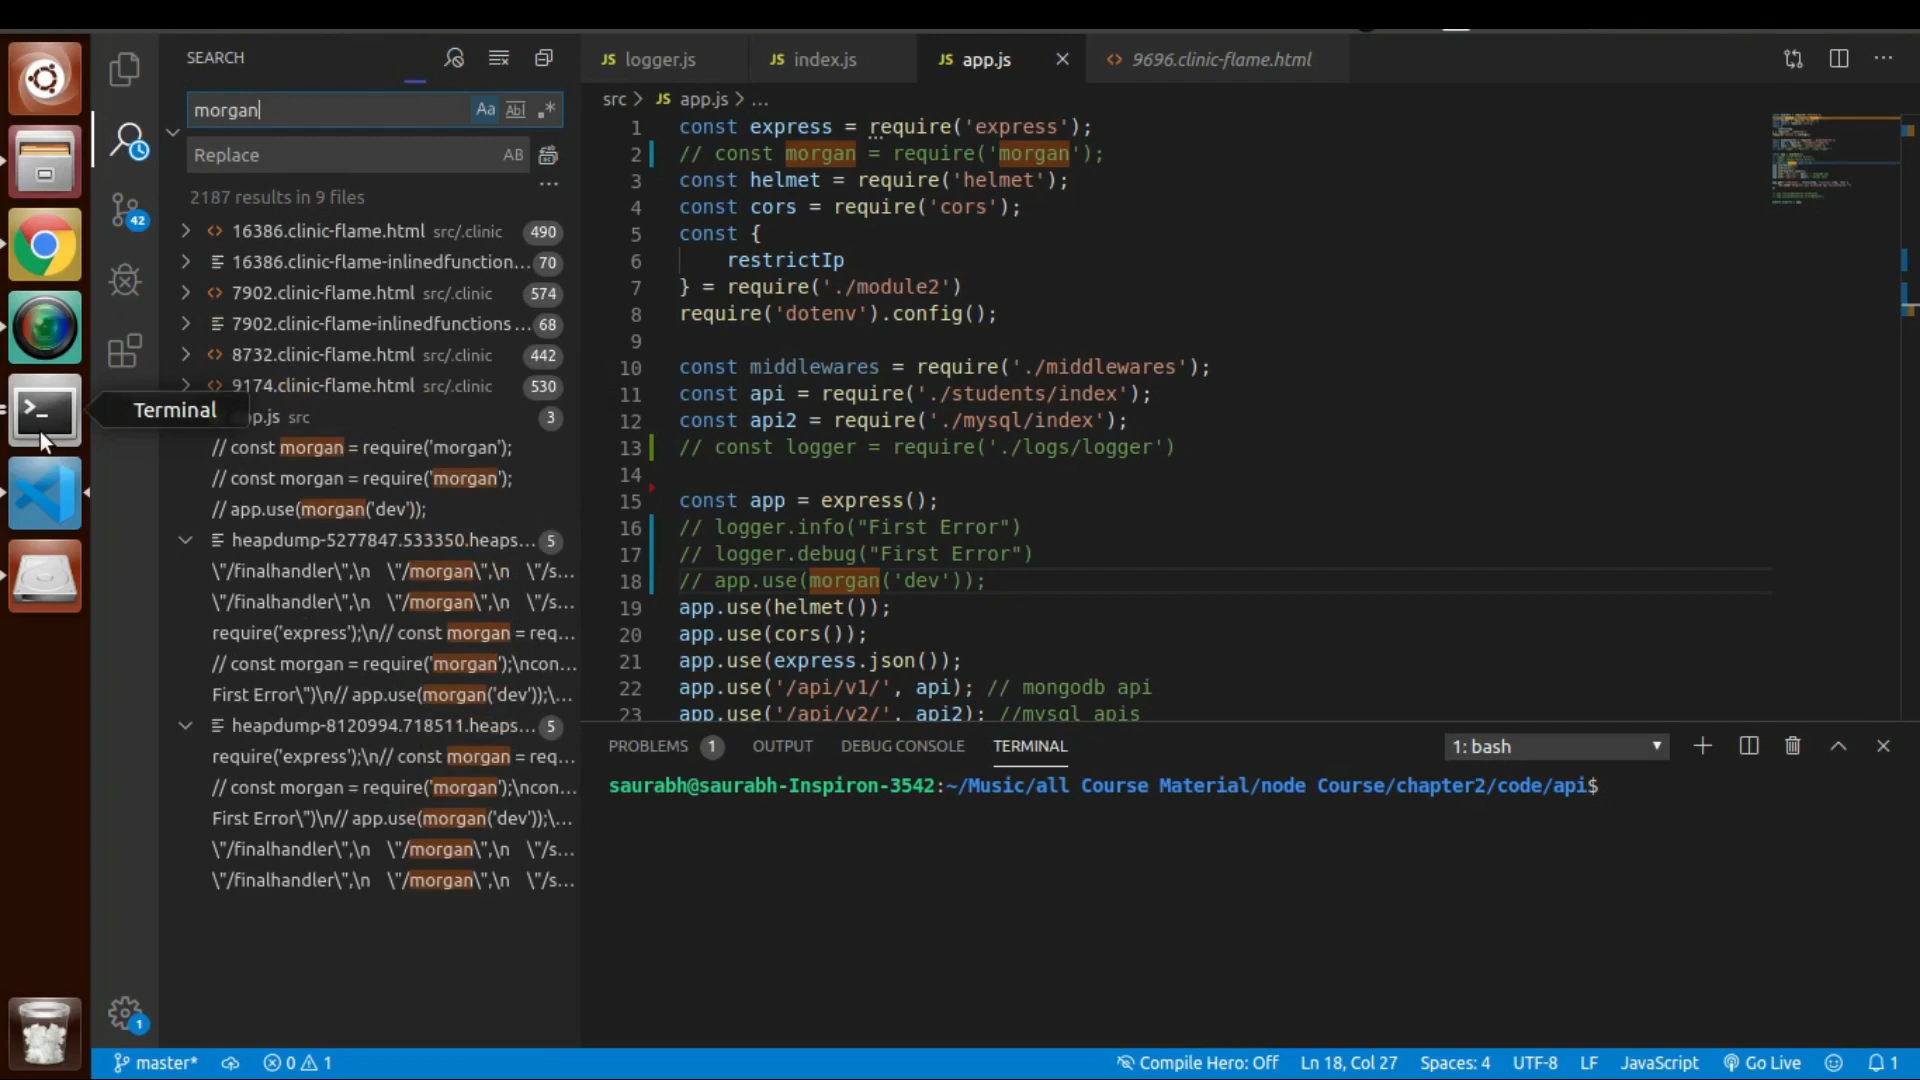 SEARCH
morgan
Aa
Abl
.*
Replace
AB
2187 results in 9 files
16386.clinic-flame.html src/.clinic 490
16386.clinic-flame-inlinedfunction... 70
7902.clinic-flame.html src/.clinic 574
7902.clinic-flame-inlinedfunctions ... 68
8732.clinic-flame.html src/.clinic 442
9174.clinic-flame.html src/.clinic 530
Terminal
pp.js src 3
// const morgan = require('morgan');
// const morgan = require('morgan');
// app.use(morgan('dev'));
heapdump-5277847.533350.heaps... 5
\"/finalhandler\",\n \"/morgan\",\n \"/s...
\"/finalhandler\",\n \"/morgan\",\n \"/s...
require('express');\n// const morgan = req...
// const morgan = require('morgan');\ncon...
First Error\")\n// app.use(morgan('dev'));\...
heapdump-8120994.718511.heaps... 5
require('express');\n// const morgan = req...
// const morgan = require('morgan');\ncon...
First Error\")\n// app.use(morgan('dev'));\...
\"/finalhandler\",\n \"/morgan\",\n \"/s...
\"/finalhandler\",\n \"/morgan\",\n \"/s...
42
1
JS logger.js
JS index.js
JS app.js
<> 9696.clinic-flame.html
src > JS app.js > ...
1 const express = require('express');
2 // const morgan = require('morgan');
3 const helmet = require('helmet');
4 const cors = require('cors');
5 const {
6 restrictIp
7 } = require('./module2')
8 require('dotenv').config();
9
10 const middlewares = require('./middlewares');
11 const api = require('./students/index');
12 const api2 = require('./mysql/index');
13 // const logger = require('./logs/logger')
14
15 const app = express();
16 // logger.info("First Error")
17 // logger.debug("First Error")
18 // app.use(morgan('dev'));
19 app.use(helmet());
20 app.use(cors());
21 app.use(express.json());
22 app.use('/api/v1/', api); // mongodb api
23 app.use('/api/v2/', api2); //mysql apis
PROBLEMS 1 OUTPUT DEBUG CONSOLE TERMINAL
1: bash
saurabh@saurabh-Inspiron-3542:~/Music/all Course Material/node Course/chapter2/code/api$
master* 0 1 Compile Hero: Off Ln 18, Col 27 Spaces: 4 UTF-8 LF JavaScript Go Live 1